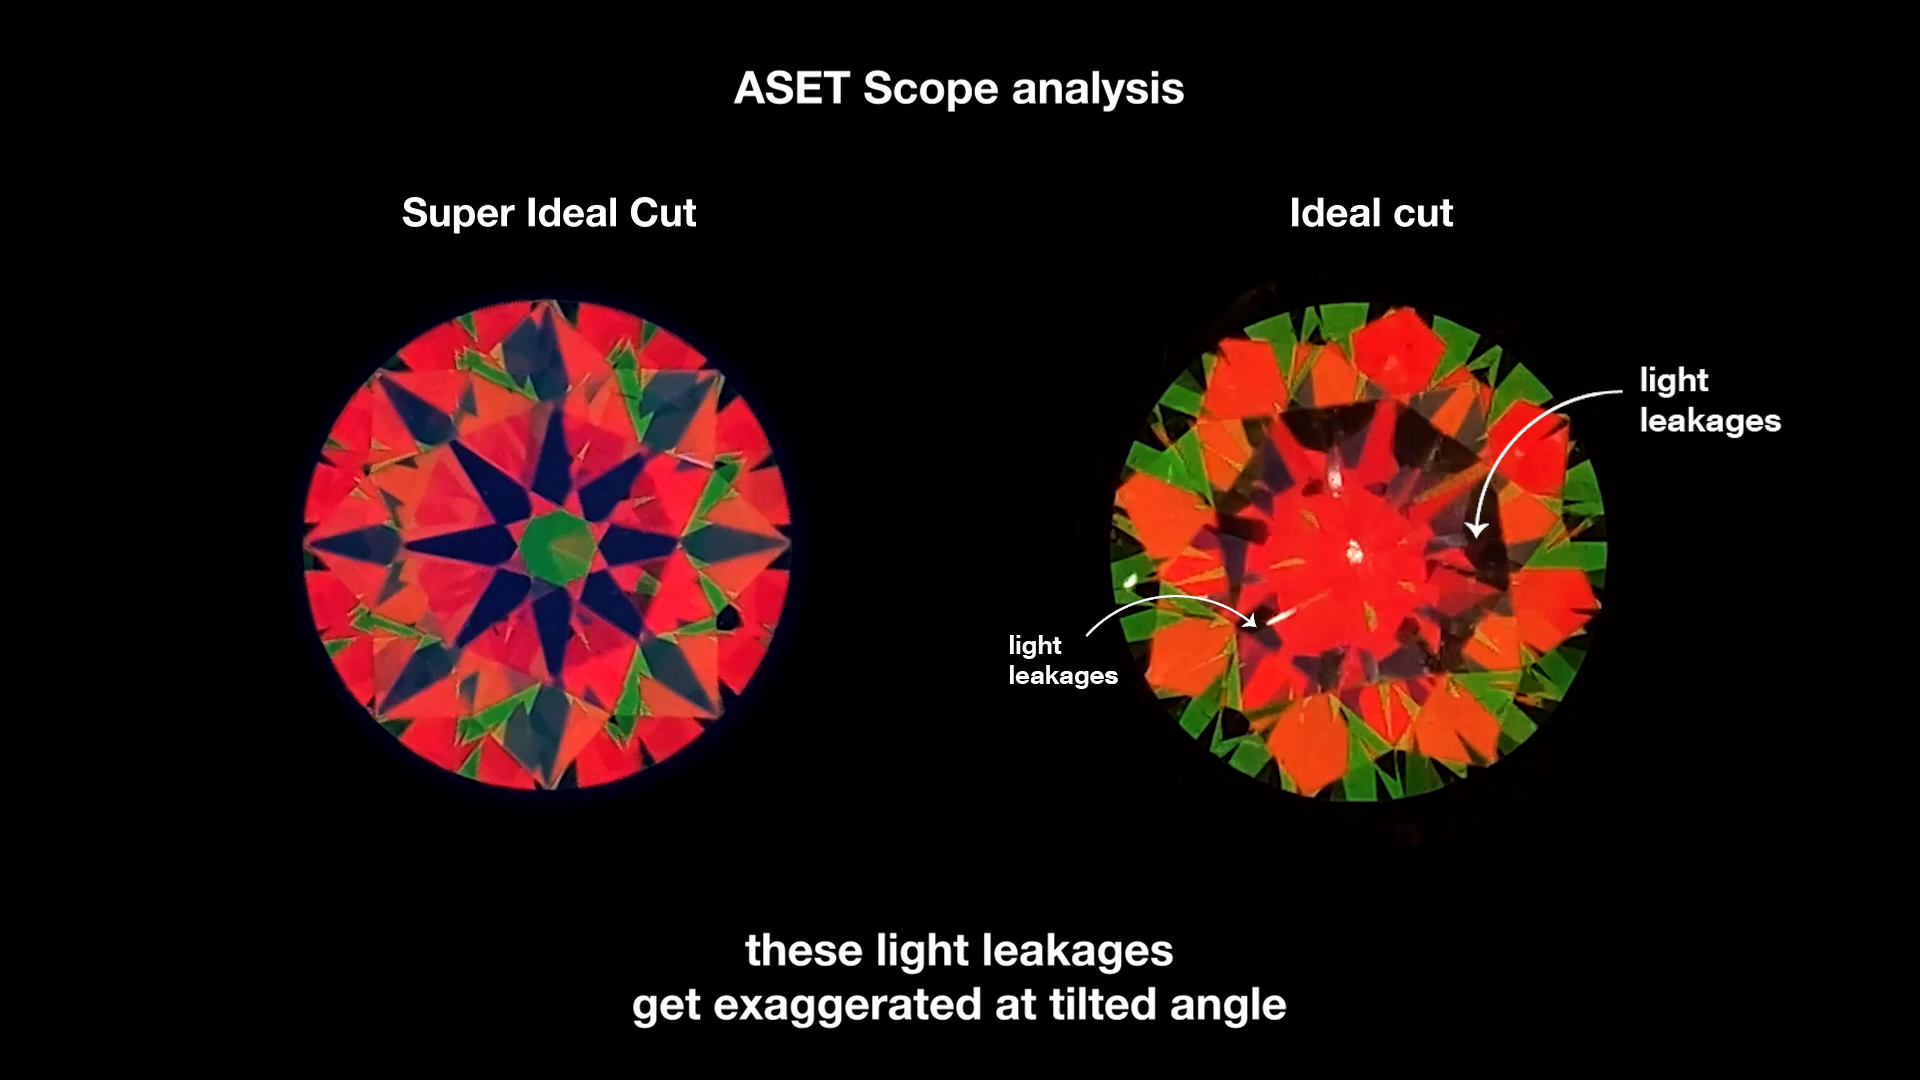 ASET Scope analysis
Super Ideal Cut
Ideal cut
light
leakages
light
leakages
these light leakages
get exaggerated at tilted angle